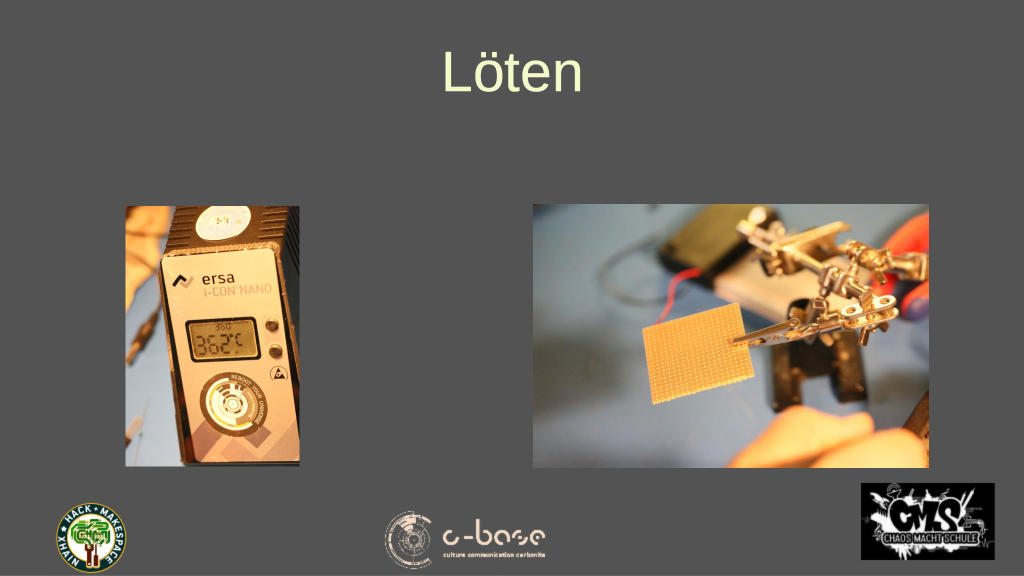 Löten
ersa
i-CON NANO
360
362°C
REBOOT YOUR UNIVERSE
XHAIN ★ HACK + MAKESPACE ★
c-base
culture communication carbonite
CMS
CHAOS MACHT SCHULE